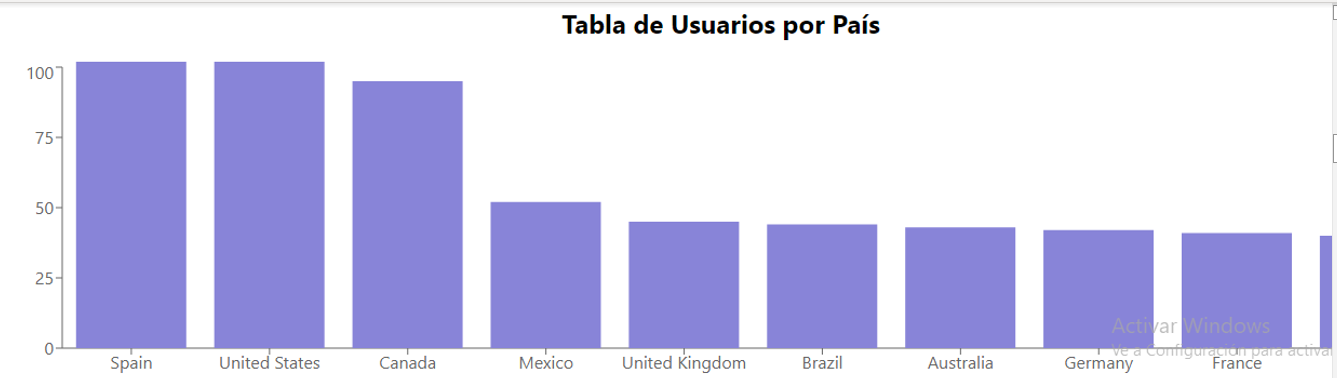 Tabla de Usuarios por País
100
75
50
25
0
Spain United States Canada Mexico United Kingdom Brazil Australia Germany France
Activar Windows
Ve a Configuración para activar